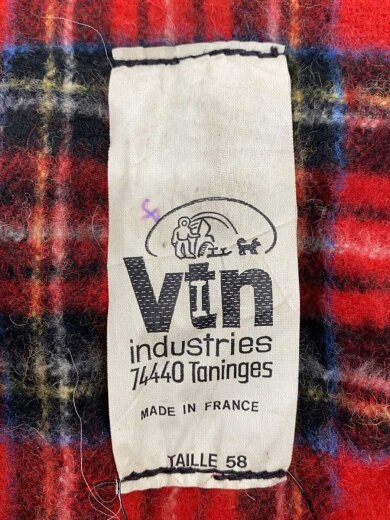 Vtn
industries
74440 Taninges
MADE IN FRANCE
TAILLE 58